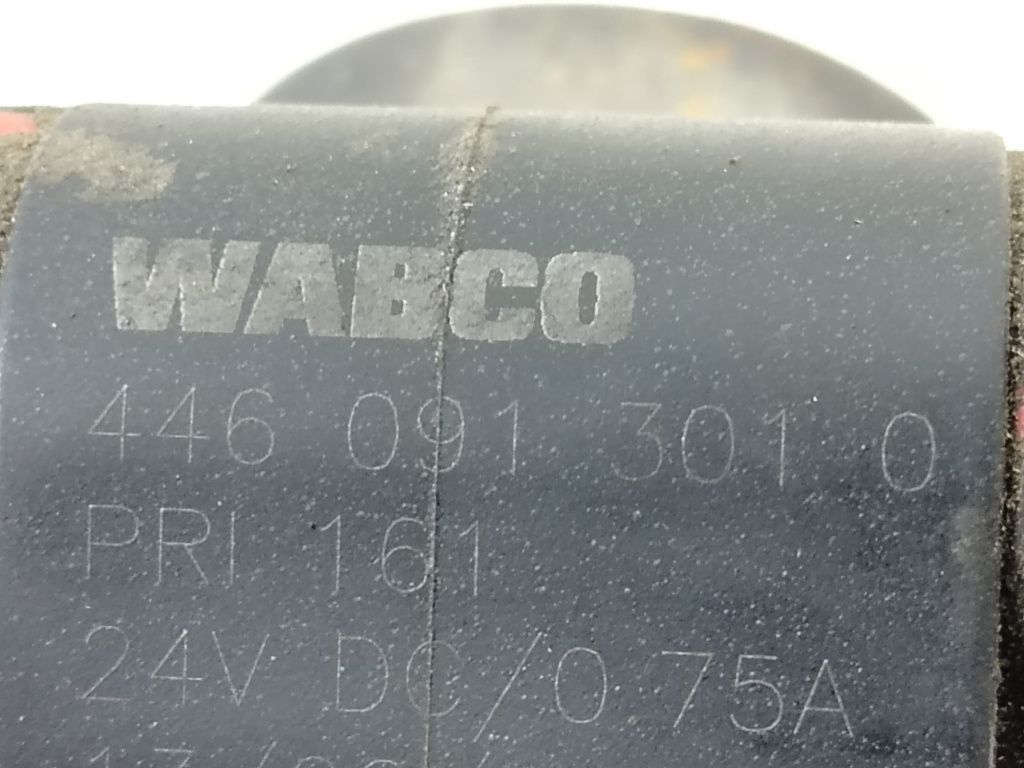 WABCO
446 091 301 0
PRI 161
24V DC/0 75A